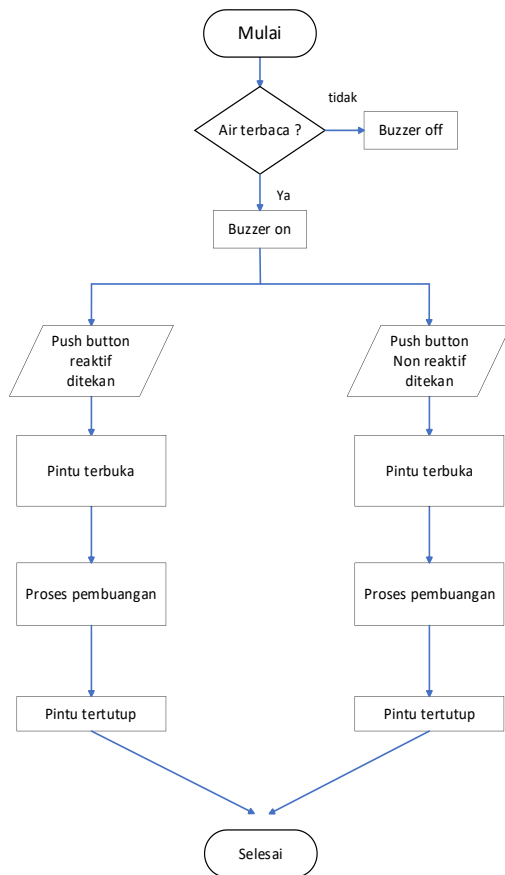 Mulai
tidak
Air terbaca ?
Buzzer off
Ya
Buzzer on
Push button
reaktif
ditekan
Push button
Non reaktif
ditekan
Pintu terbuka
Pintu terbuka
Proses pembuangan
Proses pembuangan
Pintu tertutup
Pintu tertutup
Selesai